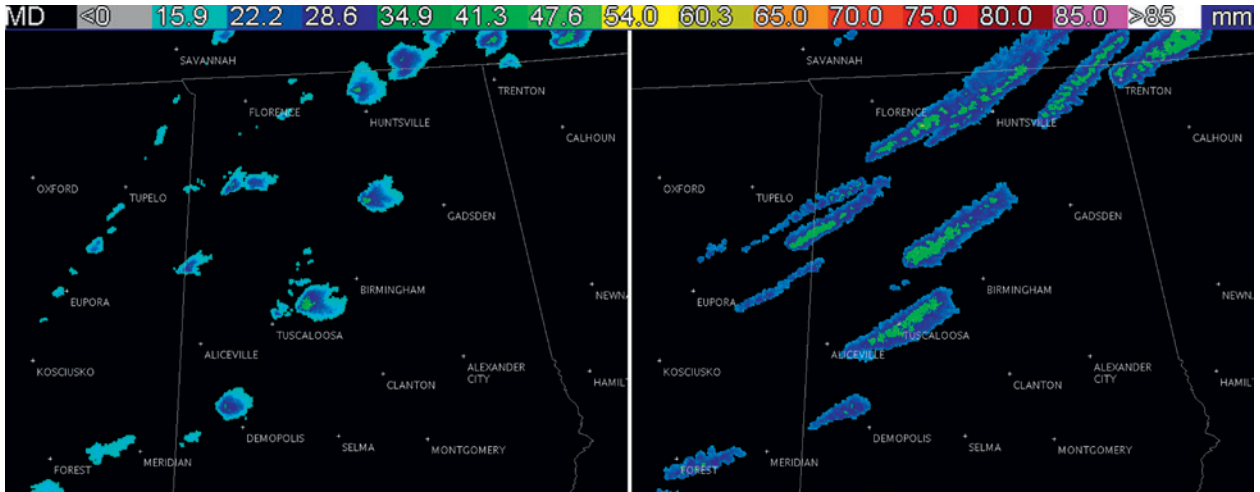 MD <0 15.9 22.2 28.6 34.9 41.3 47.6 54.0 60.3 65.0 70.0 75.0 80.0 85.0 >85 mm
SAVANNAH
TRENTON
FLORENCE
HUNTSVILLE
CALHOUN
OXFORD
TUPELO
GADSDEN
EUPORA
BIRMINGHAM
NEWN
TUSCALOOSA
ALICEVILLE
KOSCIUSKO
CLANTON
ALEXANDER
CITY
HAMIL
DEMOPOLIS
SELMA
MONTGOMERY
FOREST
MERIDIAN
SAVANNAH
TRENTON
FLORENCE
HUNTSVILLE
CALHOUN
OXFORD
TUPELO
GADSDEN
EUPORA
BIRMINGHAM
NEWN
TUSCALOOSA
ALICEVILLE
KOSCIUSKO
CLANTON
ALEXANDER
CITY
HAMIL
DEMOPOLIS
SELMA
MONTGOMERY
FOREST
MERIDIAN